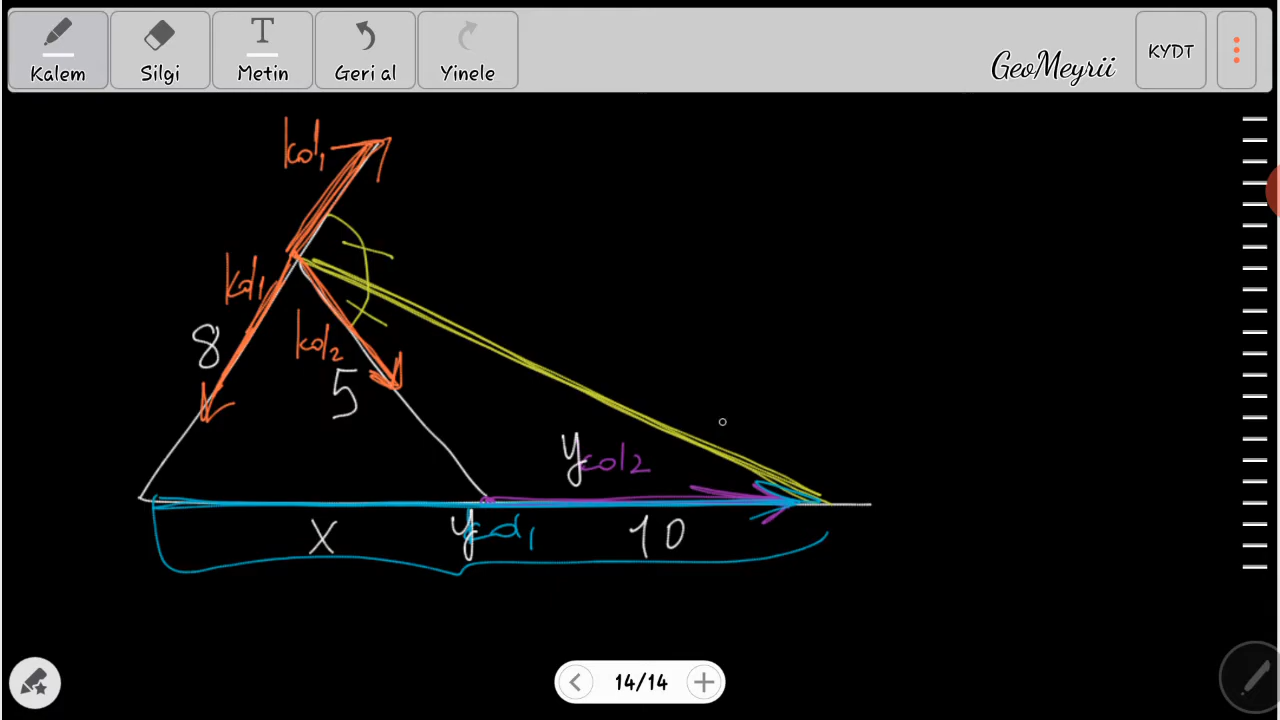 Kalem
Silgi
Metin
Geri al
Yinele
GeoMeyrii
KYDT
kol1
kol1
kol2
8
5
ykol2
x
ykol1
10
14/14